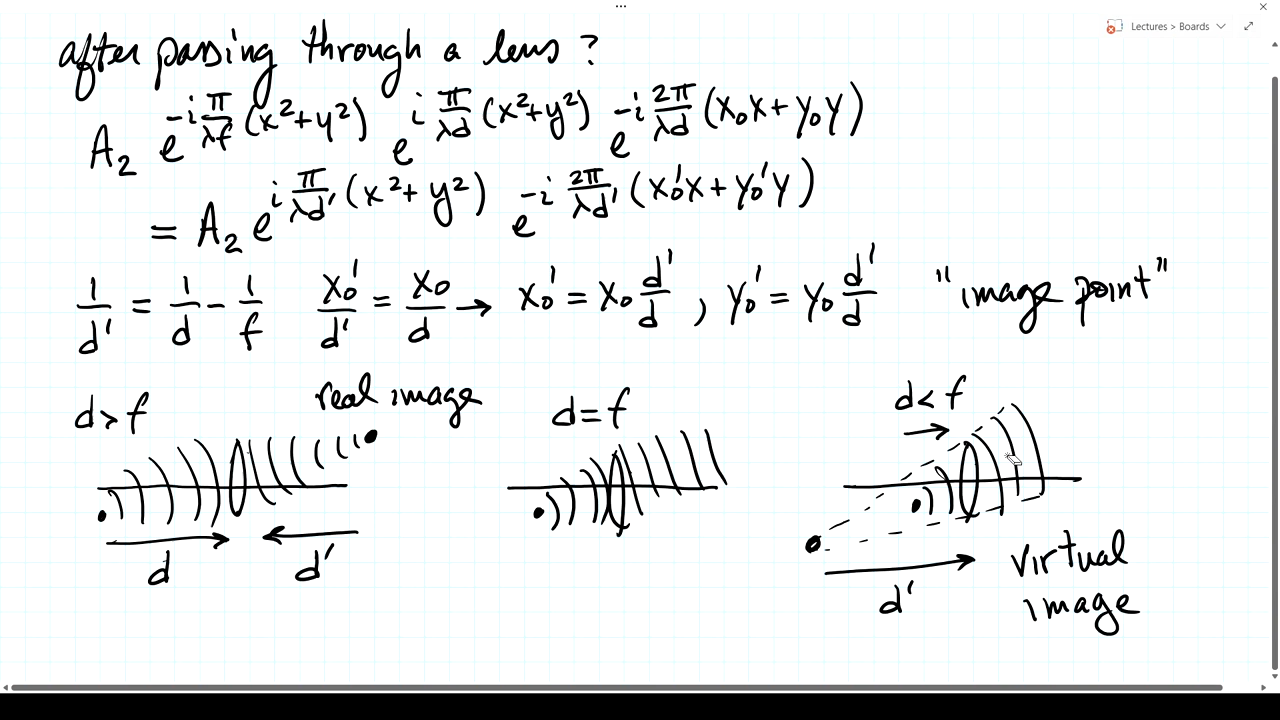 Lectures > Boards
after passing through a lens ?
A₂ e^{-i π/λf (x²+y²)} e^{i π/λd (x²+y²)} e^{-i 2π/λd (x₀x + y₀y)}
= A₂ e^{i π/λd' (x²+y²)} e^{-i 2π/λd' (x₀'x + y₀'y)}
1/d' = 1/d - 1/f x₀'/d' = x₀/d → x₀' = x₀ d'/d , y₀' = y₀ d'/d "image point"
d > f real image d = f d < f
d d' d' virtual
image